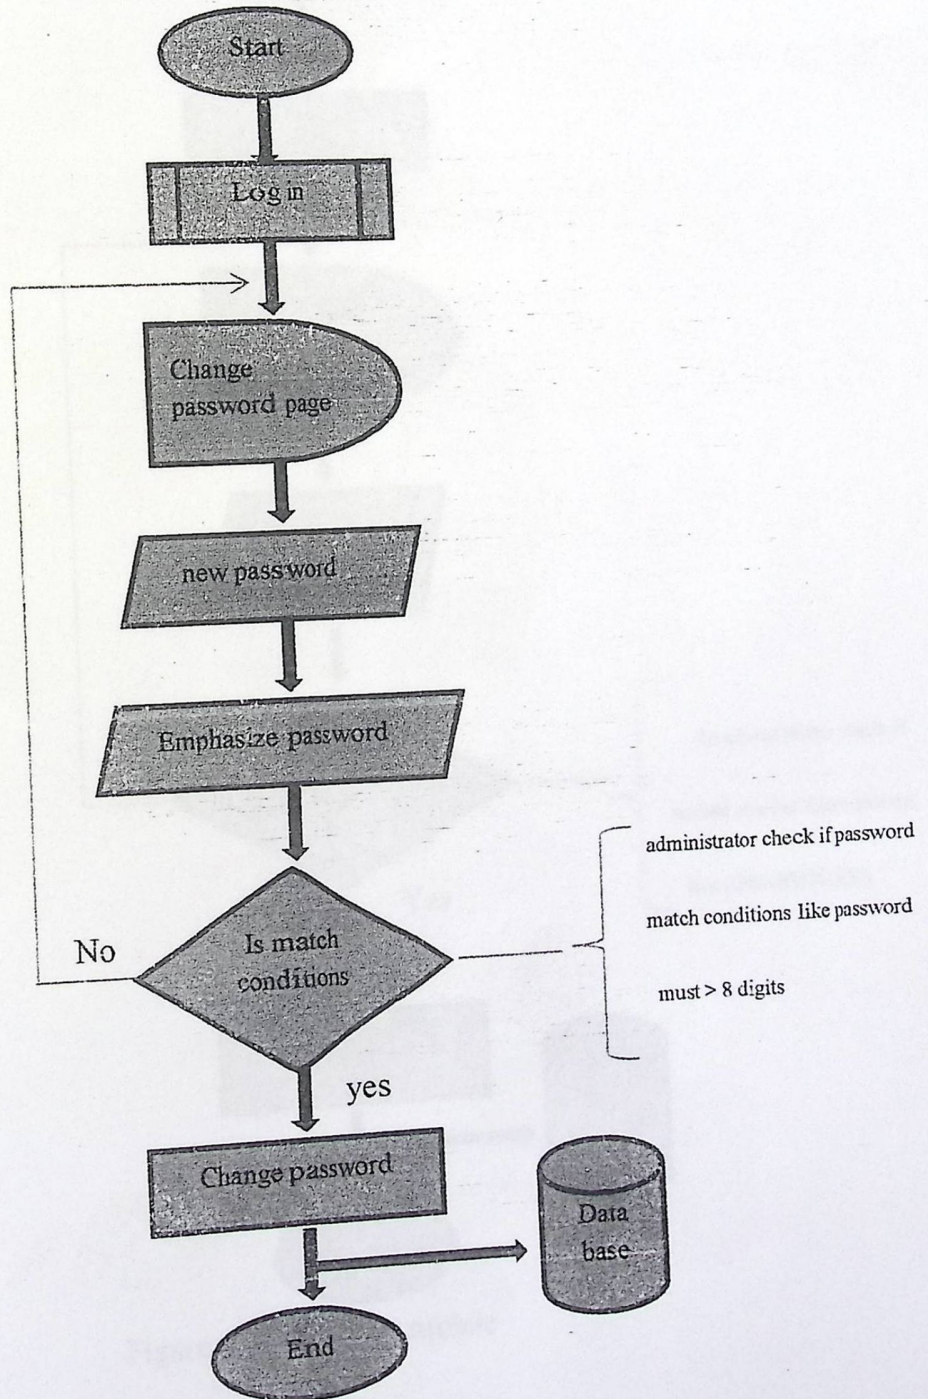 Start
Log in
Change
password page
new password
Emphasize password
Is match
conditions
No
administrator check if password
match conditions like password
must > 8 digits
yes
Change password
Data
base
End